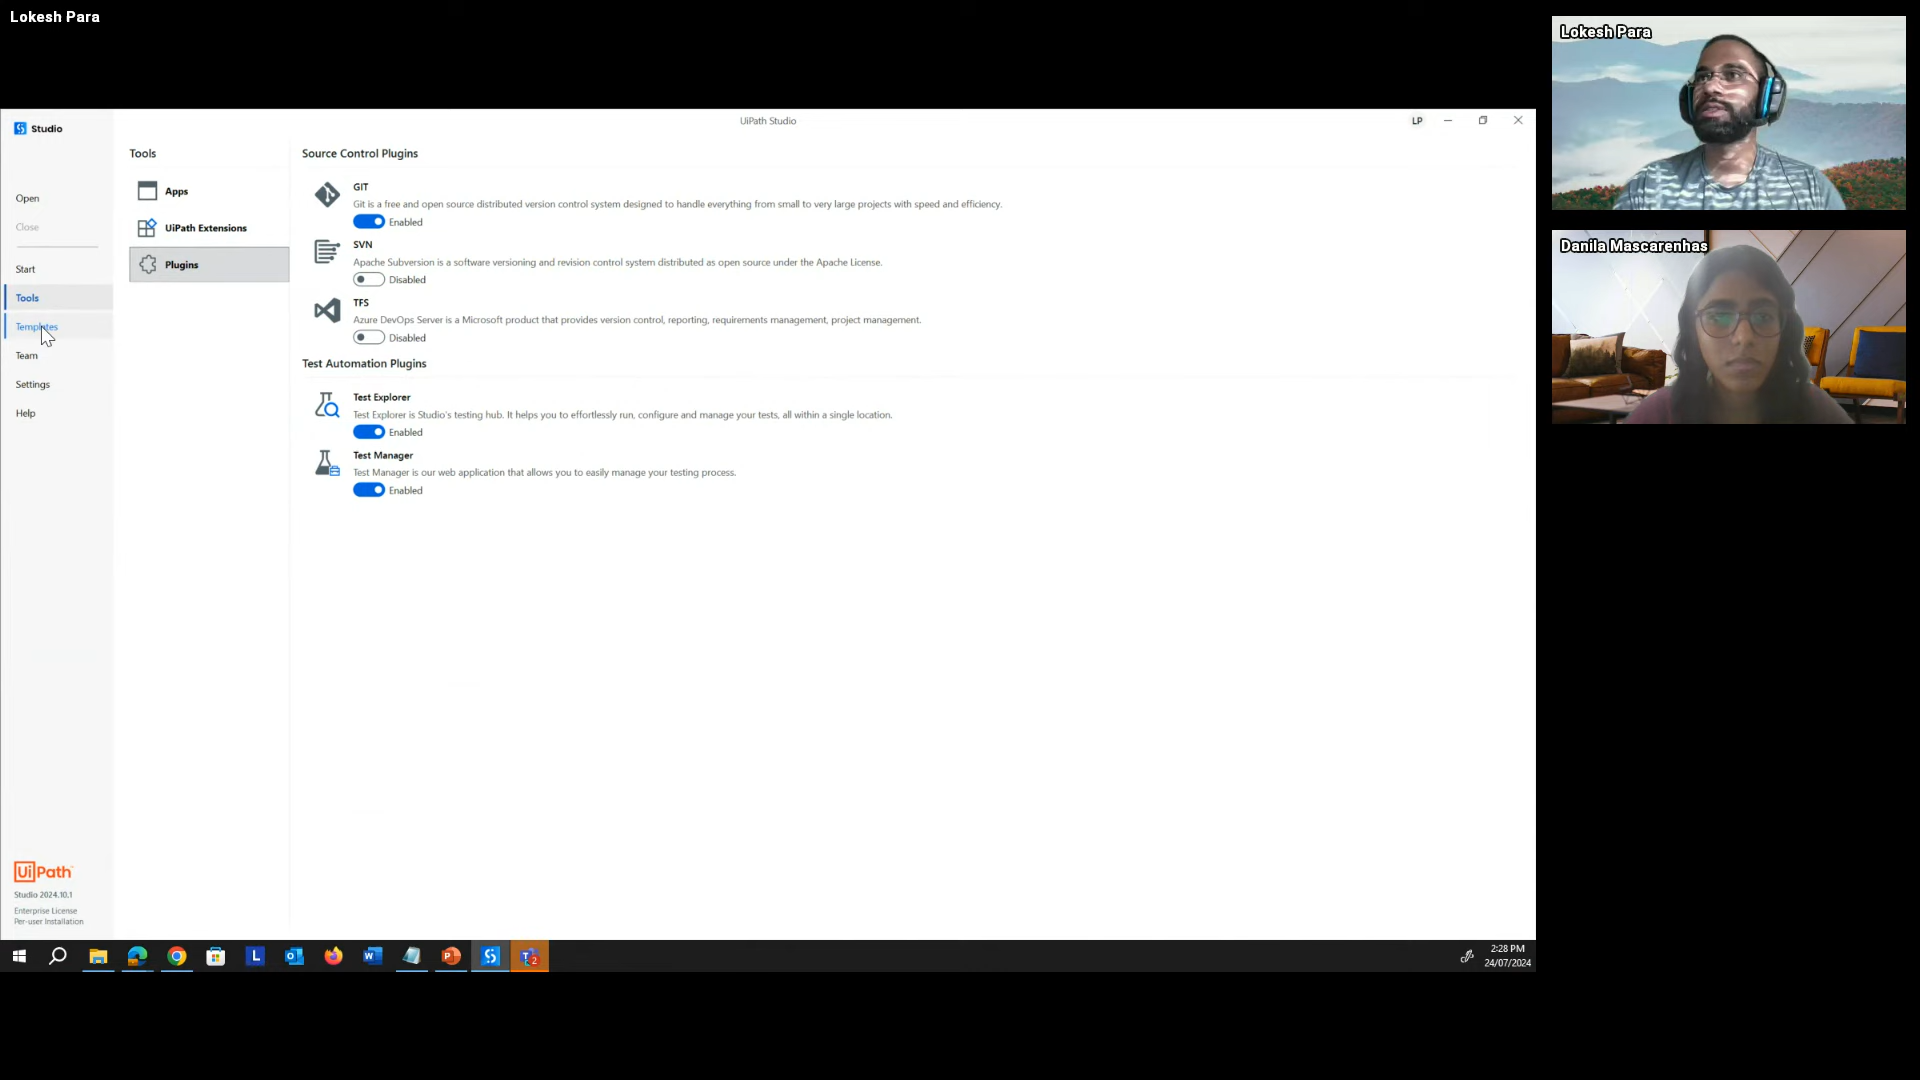 Lokesh Para
Lokesh Para
Danila Mascarenhas
Studio
UiPath Studio
LP
Open
Close
Start
Tools
Templates
Team
Settings
Help
Tools
Apps
UiPath Extensions
Plugins
Source Control Plugins
GIT
Git is a free and open source distributed version control system designed to handle everything from small to very large projects with speed and efficiency.
Enabled
SVN
Apache Subversion is a software versioning and revision control system distributed as open source under the Apache License.
Disabled
TFS
Azure DevOps Server is a Microsoft product that provides version control, reporting, requirements management, project management.
Disabled
Test Automation Plugins
Test Explorer
Test Explorer is Studio's testing hub. It helps you to effortlessly run, configure and manage your tests, all within a single location.
Enabled
Test Manager
Test Manager is our web application that allows you to easily manage your testing process.
Enabled
UiPath
Studio 2024.10.1
Enterprise License
Per-user Installation
2:28 PM
24/07/2024